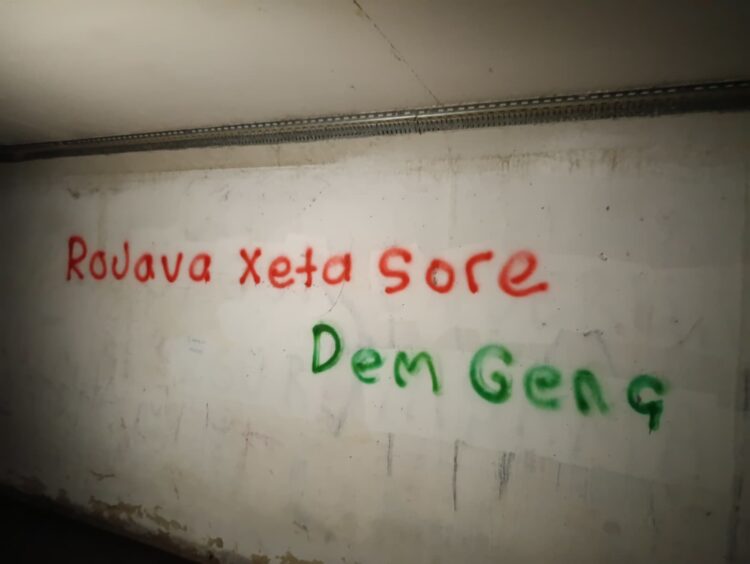 RoJava Xeta Sore
Dem Genç